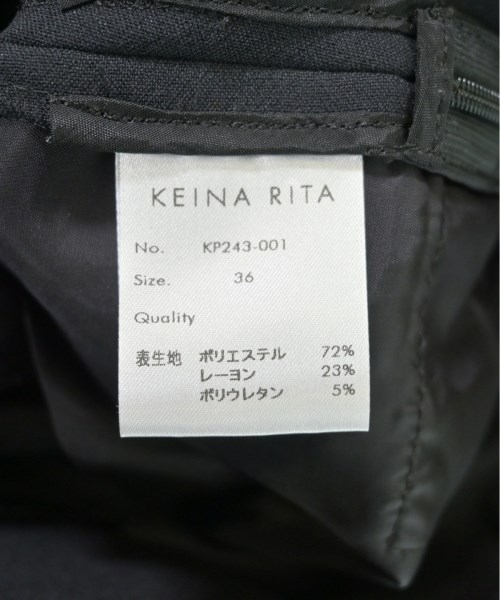 KEINA RITA
No. KP243-001
Size. 36
Quality
表生地 ポリエステル 72%
レーヨン 23%
ポリウレタン 5%